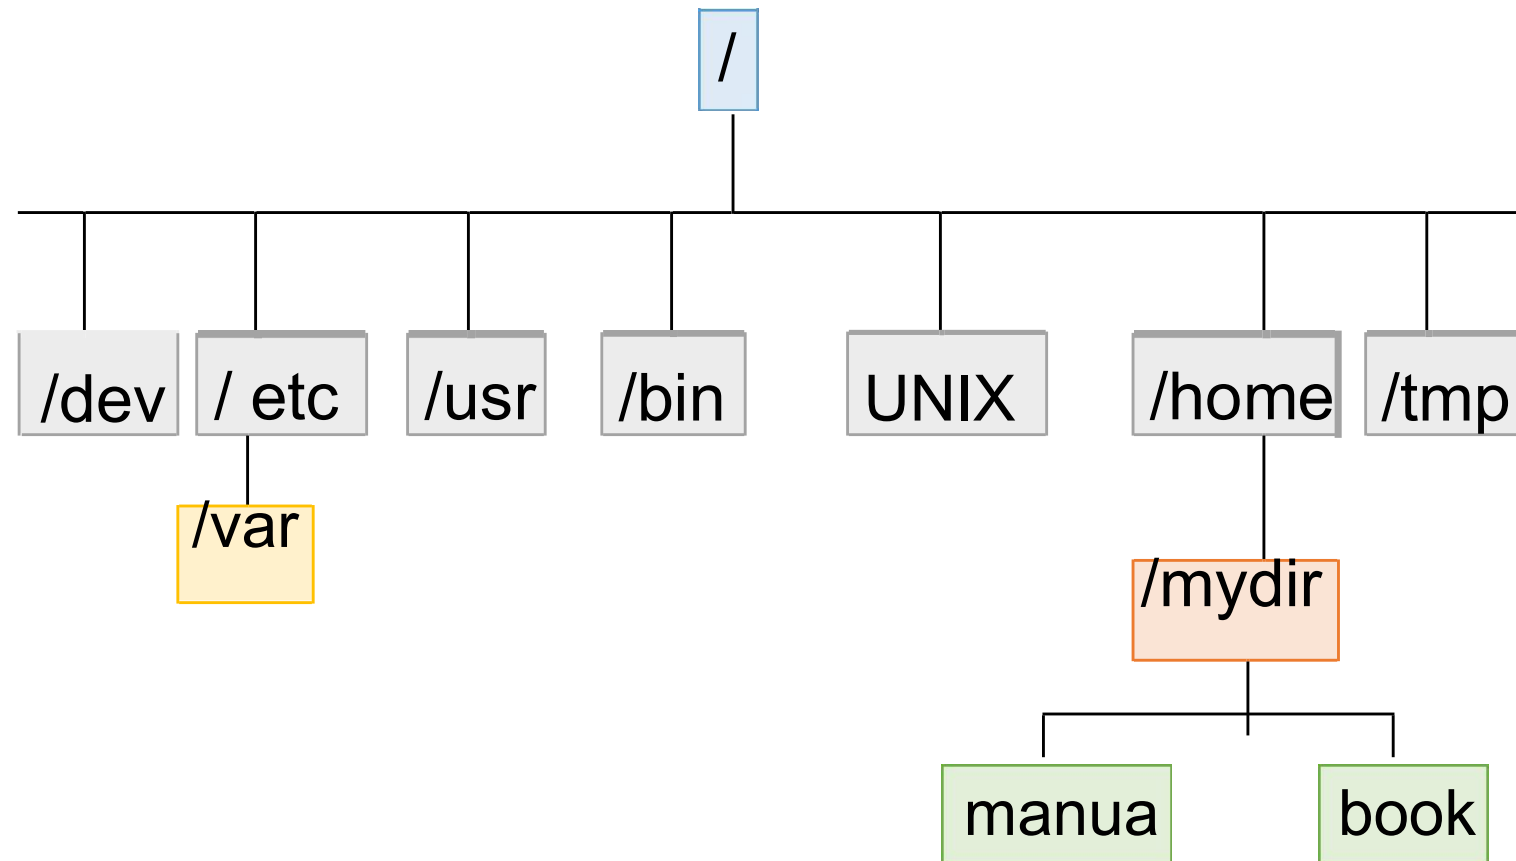 /
/dev
/ etc
/usr
/bin
UNIX
/home
/tmp
/var
/mydir
manua
book